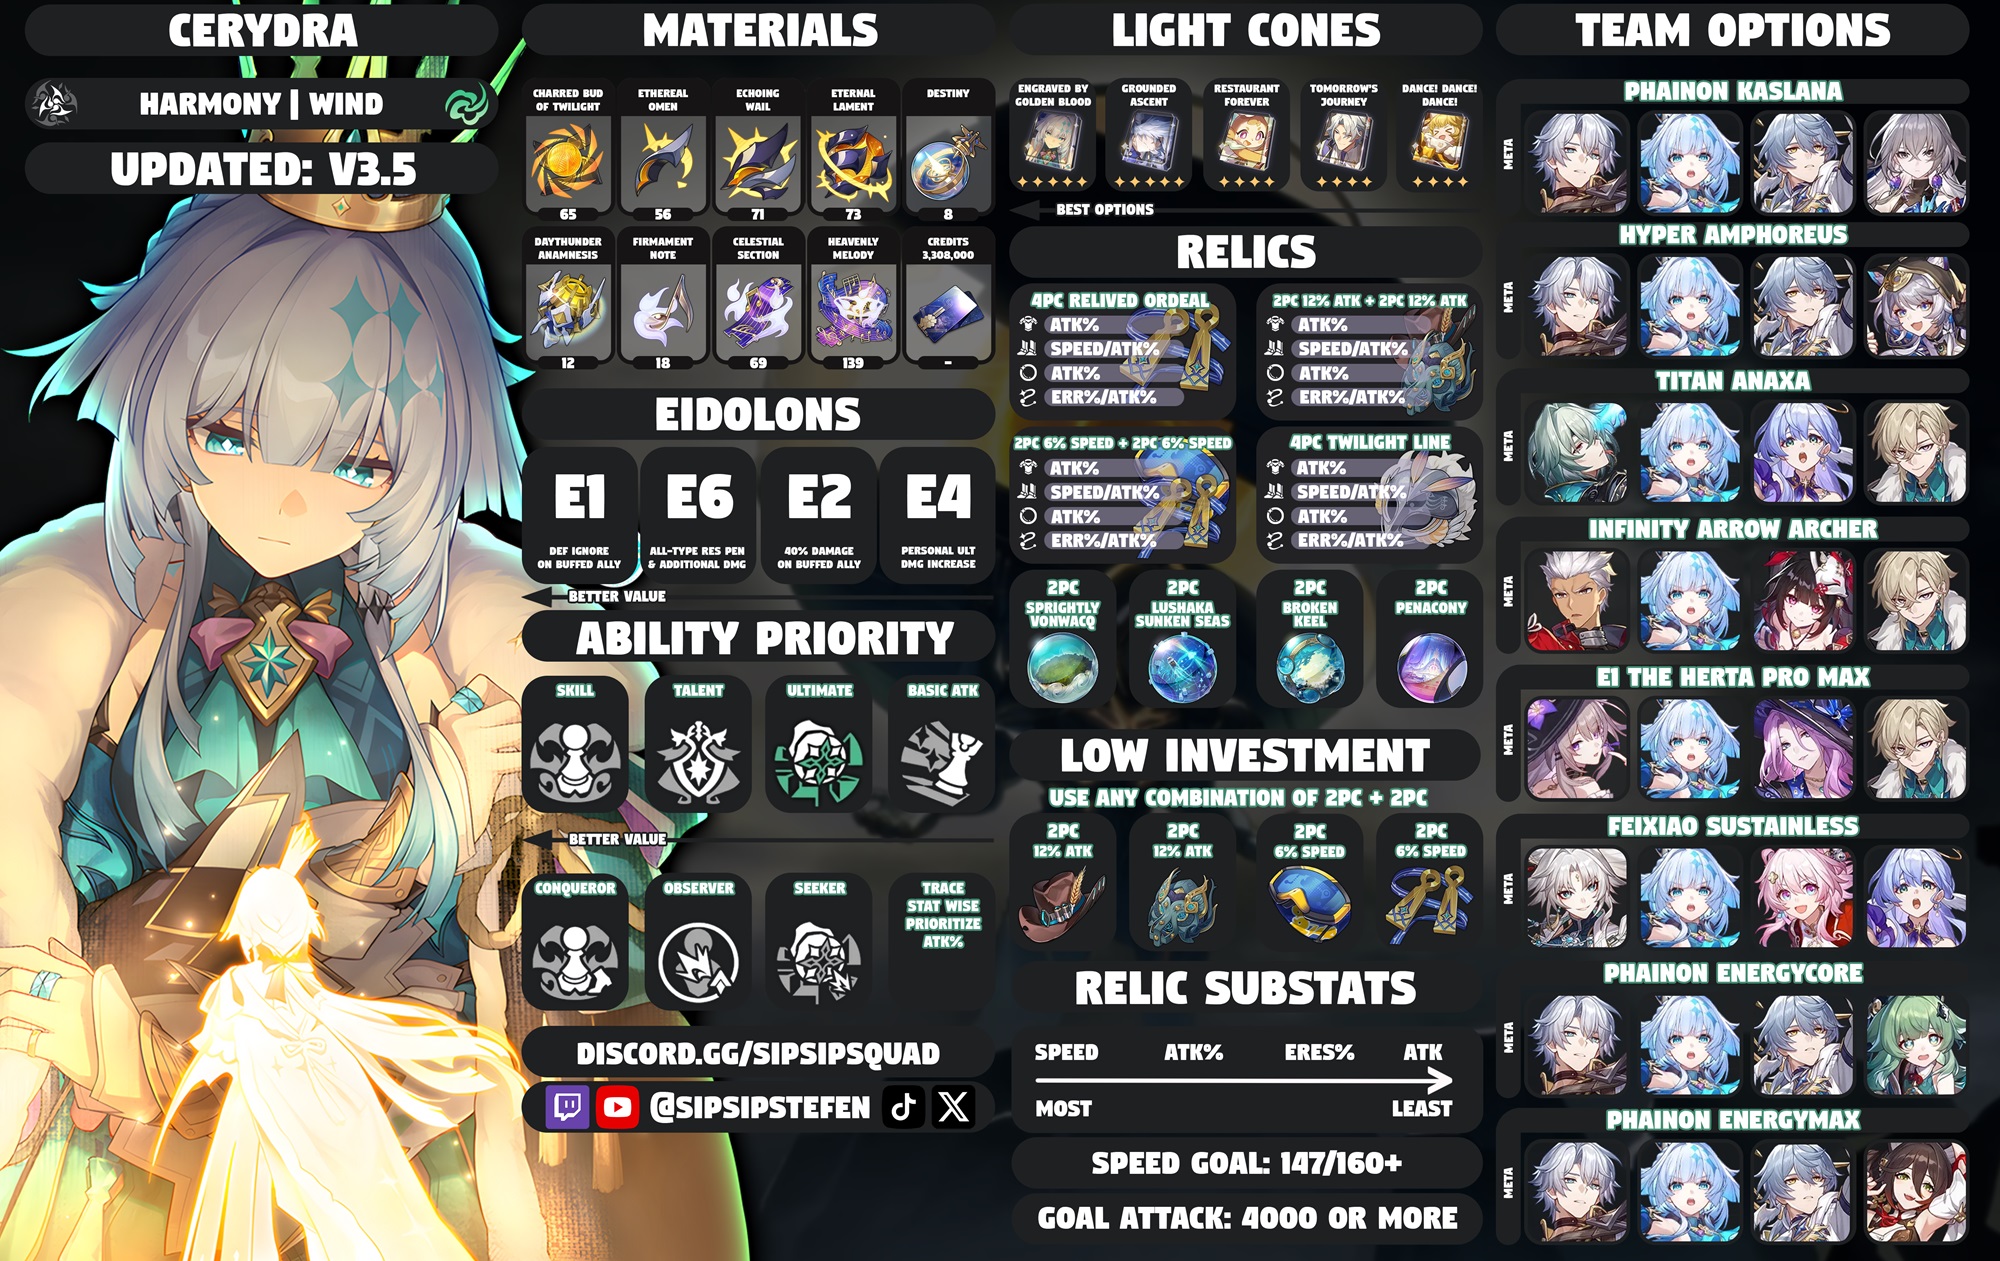 CERYDRA
HARMONY | WIND
UPDATED: V3.5
MATERIALS
CHARRED BUD
OF TWILIGHT
65
ETHEREAL
OMEN
56
ECHOING
WAIL
71
ETERNAL
LAMENT
73
DESTINY
8
DAYTHUNDER
ANAMNESIS
12
FIRMAMENT
NOTE
18
CELESTIAL
SECTION
69
HEAVENLY
MELODY
139
CREDITS
3,308,000
-
EIDOLONS
E1
DEF IGNORE
ON BUFFED ALLY
E6
ALL-TYPE RES PEN
& ADDITIONAL DMG
E2
40% DAMAGE
ON BUFFED ALLY
E4
PERSONAL ULT
DMG INCREASE
BETTER VALUE
ABILITY PRIORITY
SKILL
TALENT
ULTIMATE
BASIC ATK
BETTER VALUE
CONQUEROR
OBSERVER
SEEKER
TRACE
STAT WISE
PRIORITIZE
ATK%
DISCORD.GG/SIPSIPSQUAD
@SIPSIPSTEFEN
LIGHT CONES
ENGRAVED BY
GOLDEN BLOOD
GROUNDED
ASCENT
RESTAURANT
FOREVER
TOMORROW'S
JOURNEY
DANCE! DANCE!
DANCE!
BEST OPTIONS
RELICS
4PC RELIVED ORDEAL
ATK%
SPEED/ATK%
ATK%
ERR%/ATK%
2PC 12% ATK + 2PC 12% ATK
ATK%
SPEED/ATK%
ATK%
ERR%/ATK%
2PC 6% SPEED + 2PC 6% SPEED
ATK%
SPEED/ATK%
ATK%
ERR%/ATK%
4PC TWILIGHT LINE
ATK%
SPEED/ATK%
ATK%
ERR%/ATK%
2PC
SPRIGHTLY
VONWACQ
2PC
LUSHAKA
SUNKEN SEAS
2PC
BROKEN
KEEL
2PC
PENACONY
LOW INVESTMENT
USE ANY COMBINATION OF 2PC + 2PC
2PC
12% ATK
2PC
12% ATK
2PC
6% SPEED
2PC
6% SPEED
RELIC SUBSTATS
SPEED ATK% ERES% ATK
MOST LEAST
SPEED GOAL: 147/160+
GOAL ATTACK: 4000 OR MORE
TEAM OPTIONS
PHAINON KASLANA
META
HYPER AMPHOREUS
META
TITAN ANAXA
META
INFINITY ARROW ARCHER
META
E1 THE HERTA PRO MAX
META
FEIXIAO SUSTAINLESS
META
PHAINON ENERGYCORE
META
PHAINON ENERGYMAX
META